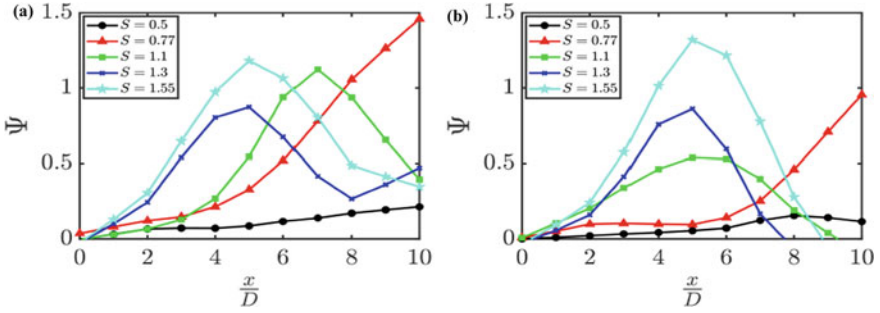 (a)
1.5
1
0.5
0
Ψ
S = 0.5
S = 0.77
S = 1.1
S = 1.3
S = 1.55
0 2 4 6 8 10
x/D
(b)
1.5
1
0.5
0
Ψ
S = 0.5
S = 0.77
S = 1.1
S = 1.3
S = 1.55
0 2 4 6 8 10
x/D